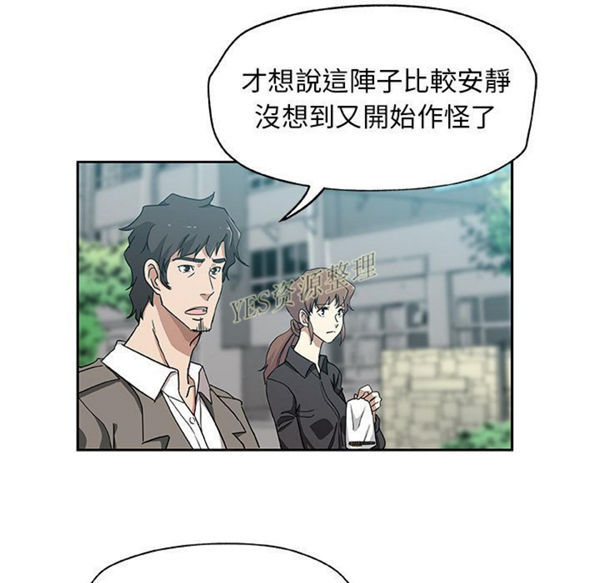 才想說這陣子比較安靜
沒想到又開始作怪了
YES资源整理